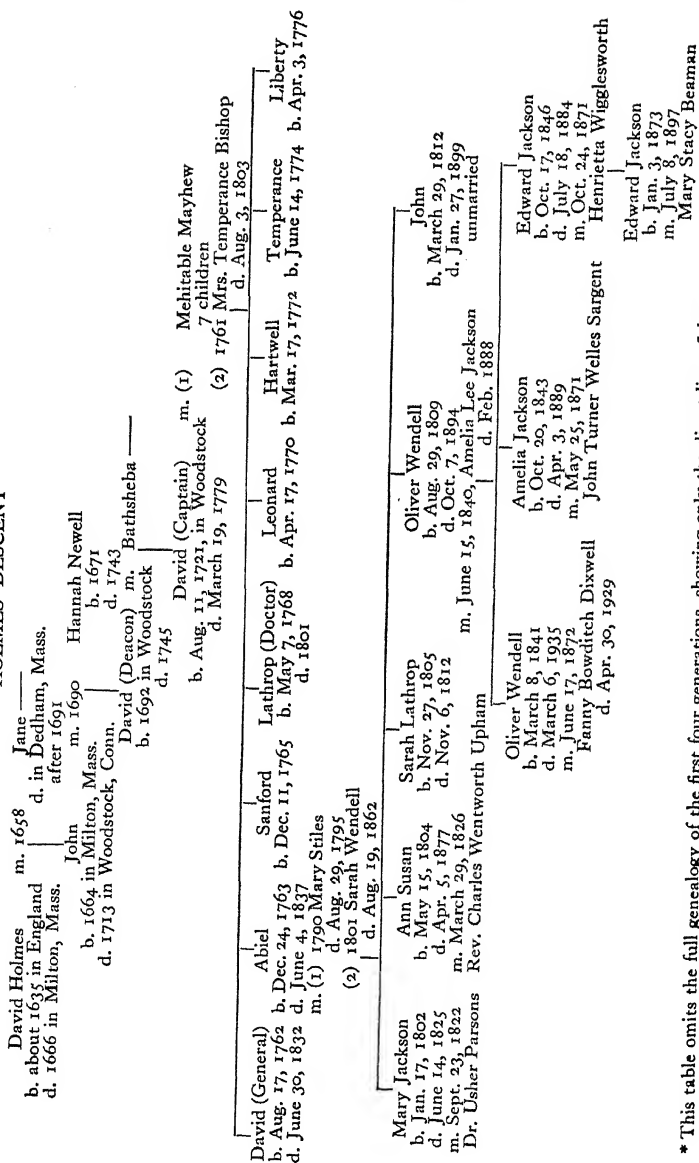 HOLMES DESCENT
David Holmes m. 1658 Jane —
b. about 1635 in England d. in Dedham, Mass.
d. 1666 in Milton, Mass. after 1691
John m. 1690 Hannah Newell
b. 1664 in Milton, Mass. b. 1671
d. 1713 in Woodstock, Conn. d. 1743
David (Deacon) m. Bathsheba —
b. 1692 in Woodstock
d. 1745
David (Captain) m. (1) Mehitable Mayhew
b. Aug. 11, 1721, in Woodstock 7 children
d. March 19, 1779 (2) 1761 Mrs. Temperance Bishop
d. Aug. 3, 1803
David (General) Abiel Sanford Lathrop (Doctor) Leonard Hartwell Temperance Liberty
b. Aug. 17, 1762 b. Dec. 24, 1763 b. Dec. 11, 1765 b. May 7, 1768 b. Apr. 17, 1770 b. Mar. 17, 1772 b. June 14, 1774 b. Apr. 3, 1776
d. June 30, 1832 d. June 4, 1837 d. 1801
m. (1) 1790 Mary Stiles
d. Aug. 29, 1795
(2) 1801 Sarah Wendell
d. Aug. 19, 1862
Mary Jackson Ann Susan Sarah Lathrop Oliver Wendell John
b. Jan. 17, 1802 b. May 15, 1804 b. Nov. 27, 1805 b. Aug. 29, 1809 b. March 29, 1812
d. June 14, 1825 d. Apr. 5, 1877 d. Nov. 6, 1812 d. Oct. 7, 1894 d. Jan. 27, 1899
m. Sept. 23, 1822 m. March 29, 1826 m. June 15, 1840, Amelia Lee Jackson unmarried
Dr. Usher Parsons Rev. Charles Wentworth Upham d. Feb. 1888
Oliver Wendell Amelia Jackson Edward Jackson
b. March 8, 1841 b. Oct. 20, 1843 b. Oct. 17, 1846
d. March 6, 1935 d. Apr. 3, 1889 d. July 18, 1884
m. June 17, 1872 m. May 25, 1871 m. Oct. 24, 1871
Fanny Bowditch Dixwell John Turner Welles Sargent Henrietta Wigglesworth
d. Apr. 30, 1929
Edward Jackson
b. Jan. 3, 1873
m. July 8, 1897
Mary Stacy Beaman
* This table omits the full genealogy of the first four generations, showing only the direct line of